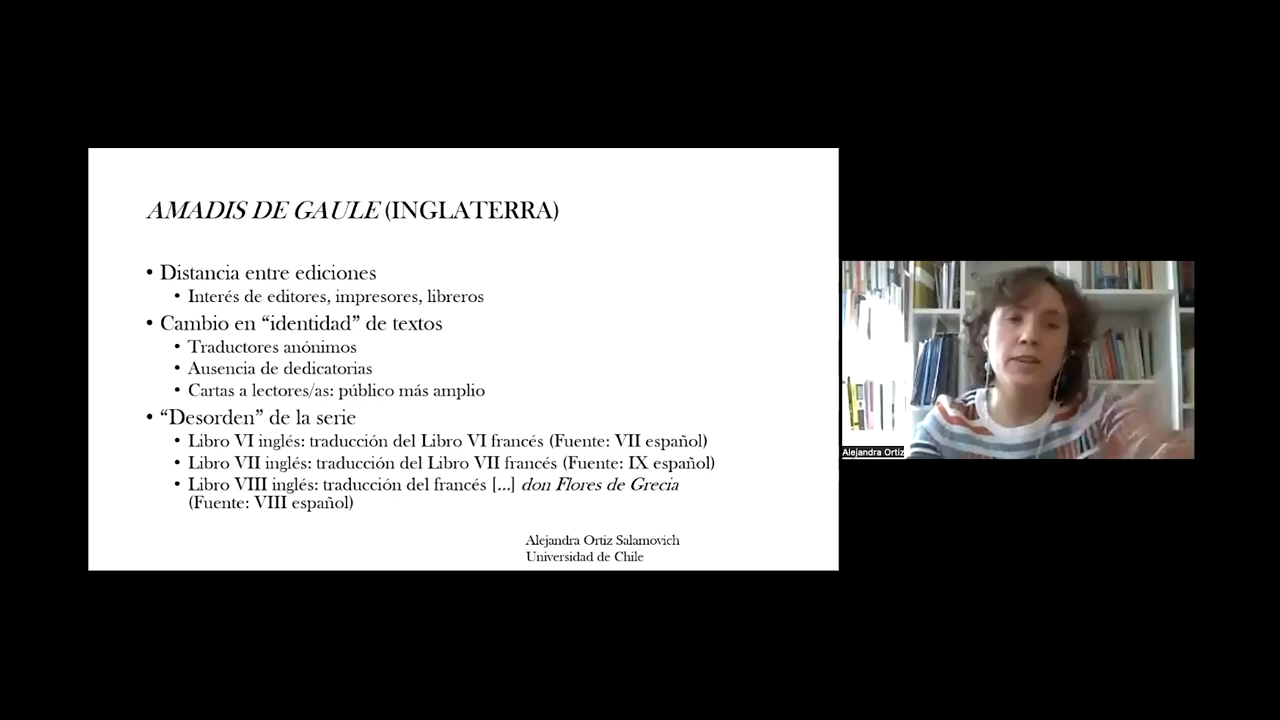 AMADIS DE GAULE (INGLATERRA)
• Distancia entre ediciones
• Interés de editores, impresores, libreros
• Cambio en “identidad” de textos
• Traductores anónimos
• Ausencia de dedicatorias
• Cartas a lectores/as: público más amplio
• “Desorden” de la serie
• Libro VI inglés: traducción del Libro VI francés (Fuente: VII español)
• Libro VII inglés: traducción del Libro VII francés (Fuente: IX español)
• Libro VIII inglés: traducción del francés [...] don Flores de Grecia
(Fuente: VIII español)
Alejandra Ortiz Salamovich
Universidad de Chile
Alejandra Ortiz